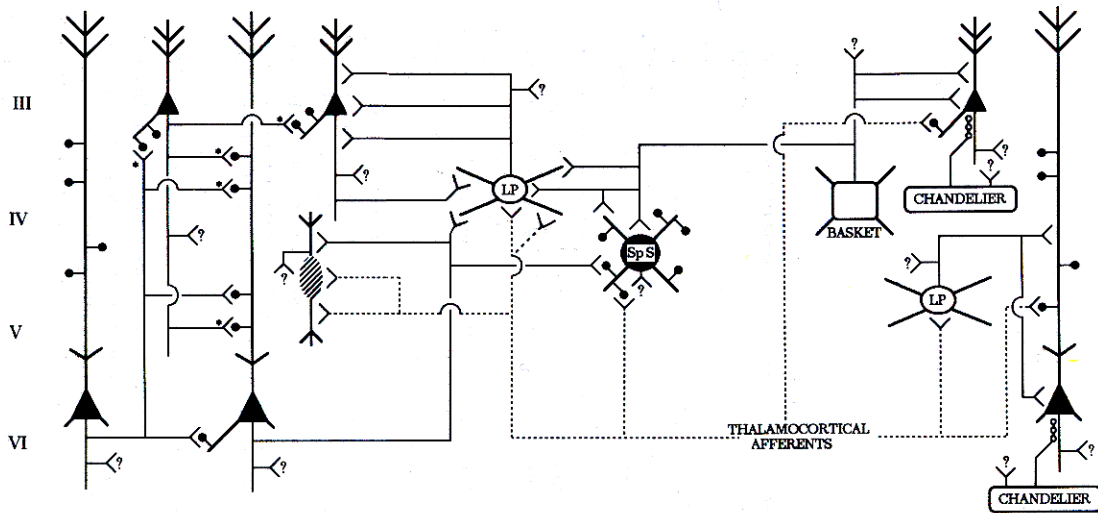 III
?
?
*
*
*
?
LP
?
CHANDELIER
IV
?
BASKET
?
Sp S
?
?
LP
V
*
VI
THALAMOCORTICAL
AFFERENTS
?
?
?
?
CHANDELIER